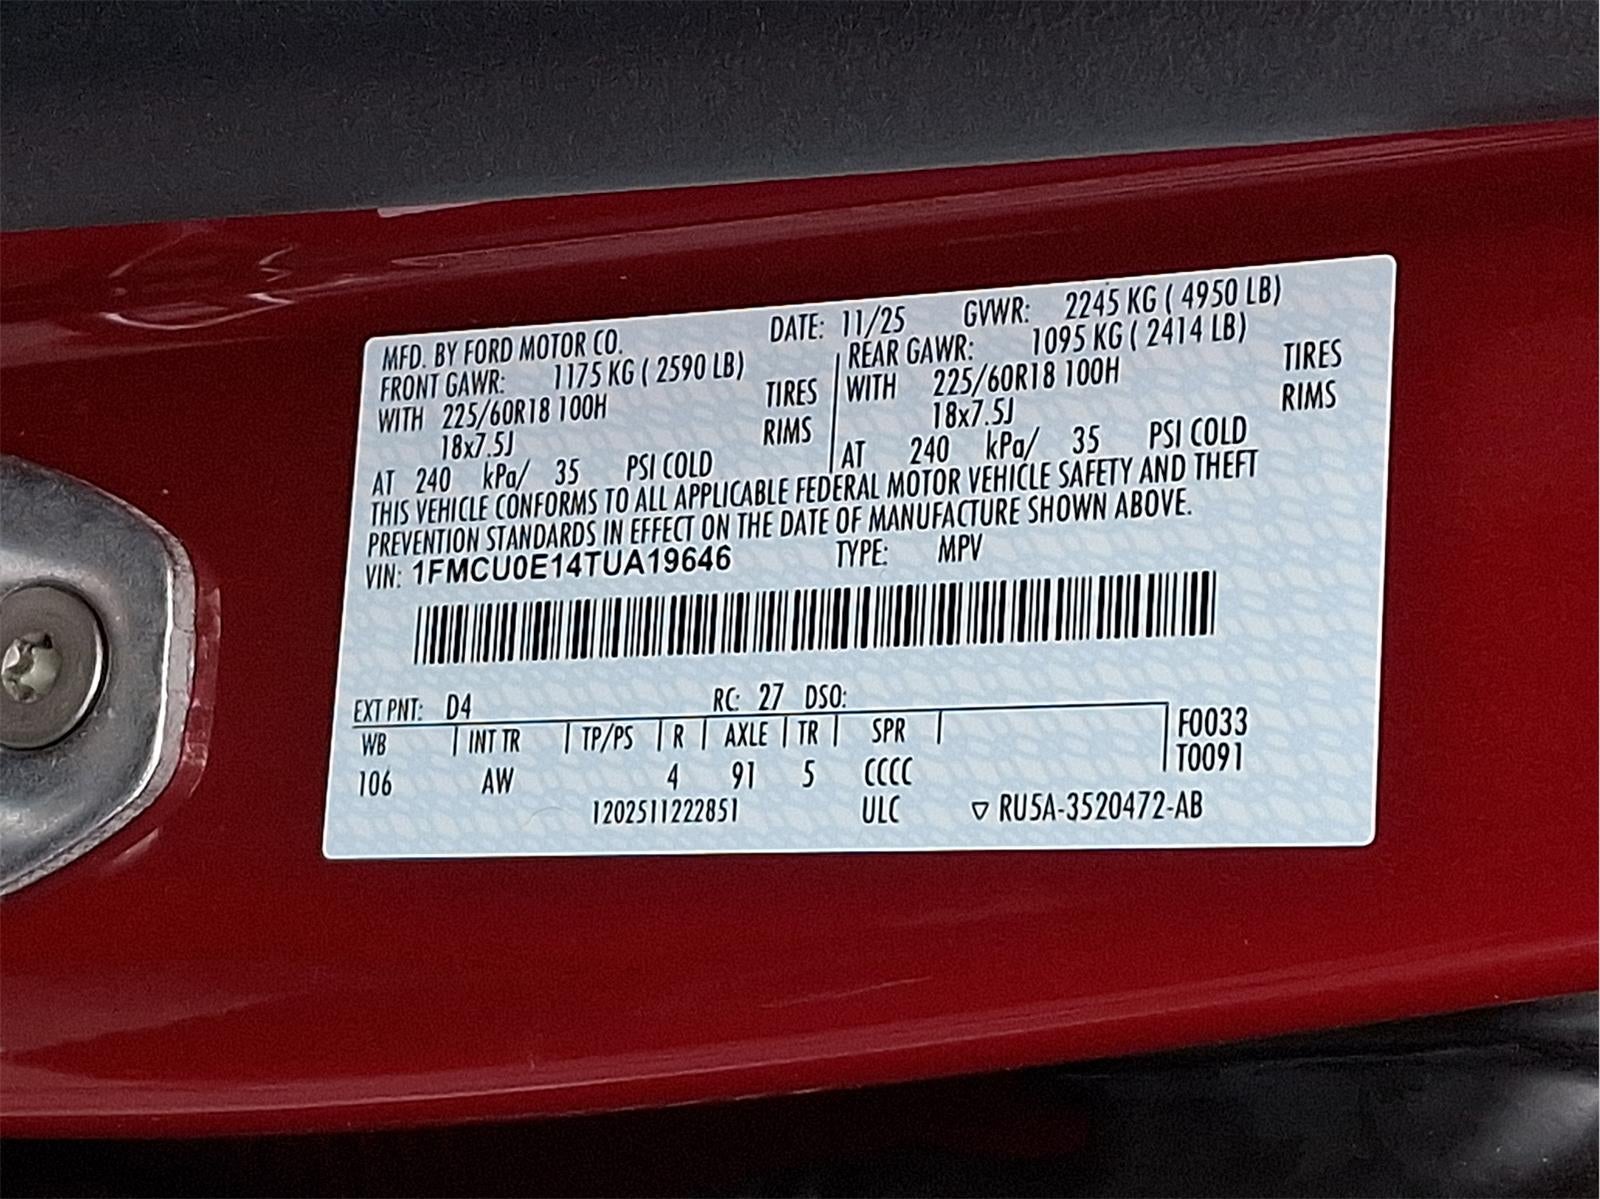 MFD. BY FORD MOTOR CO. DATE: 11/25 GVWR: 2245 KG ( 4950 LB)
FRONT GAWR: 1175 KG ( 2590 LB) REAR GAWR: 1095 KG ( 2414 LB)
WITH 225/60R18 100H TIRES WITH 225/60R18 100H TIRES
18x7.5J RIMS 18x7.5J RIMS
AT 240 kPa/ 35 PSI COLD AT 240 kPa/ 35 PSI COLD
THIS VEHICLE CONFORMS TO ALL APPLICABLE FEDERAL MOTOR VEHICLE SAFETY AND THEFT
PREVENTION STANDARDS IN EFFECT ON THE DATE OF MANUFACTURE SHOWN ABOVE.
VIN: 1FMCU0E14TUA19646 TYPE: MPV
EXT PNT: D4 RC: 27 DSO:
WB INT TR TP/PS R AXLE TR SPR F0033
T0091
106 AW 4 91 5 CCCC
1202511222851 ULC ▽ RU5A-3520472-AB